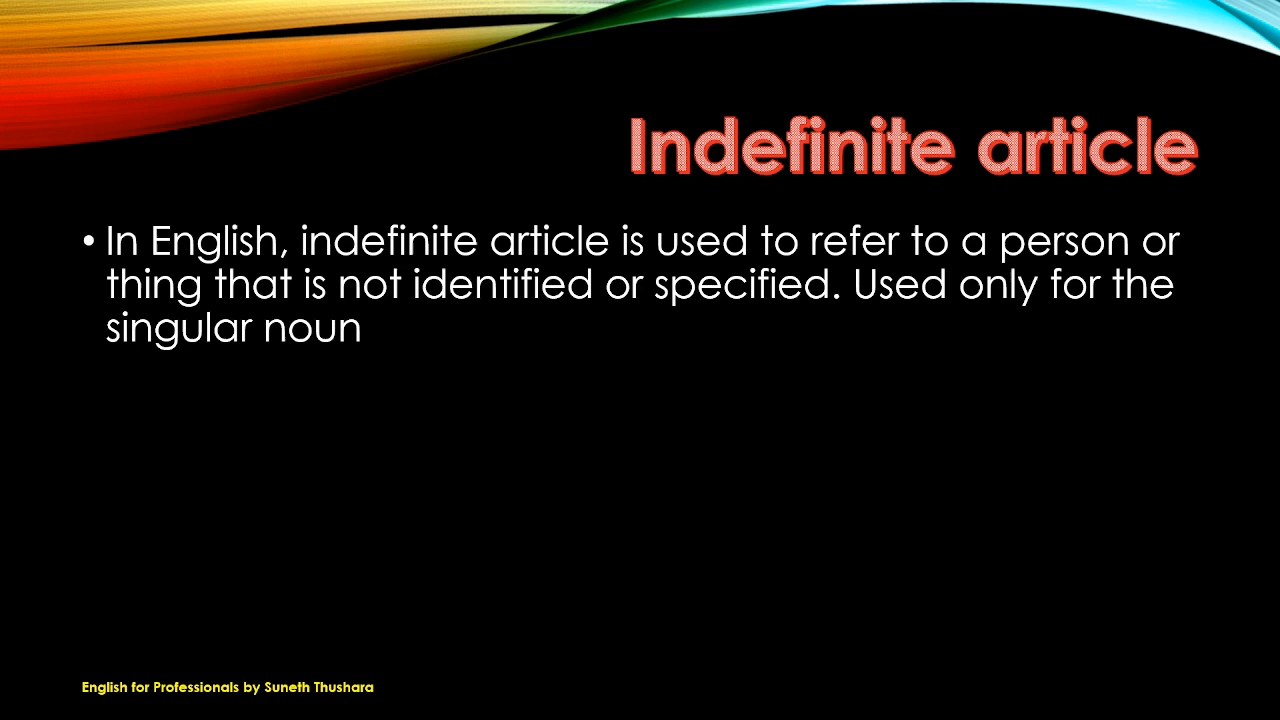 Indefinite article
• In English, indefinite article is used to refer to a person or
thing that is not identified or specified. Used only for the
singular noun
English for Professionals by Suneth Thushara